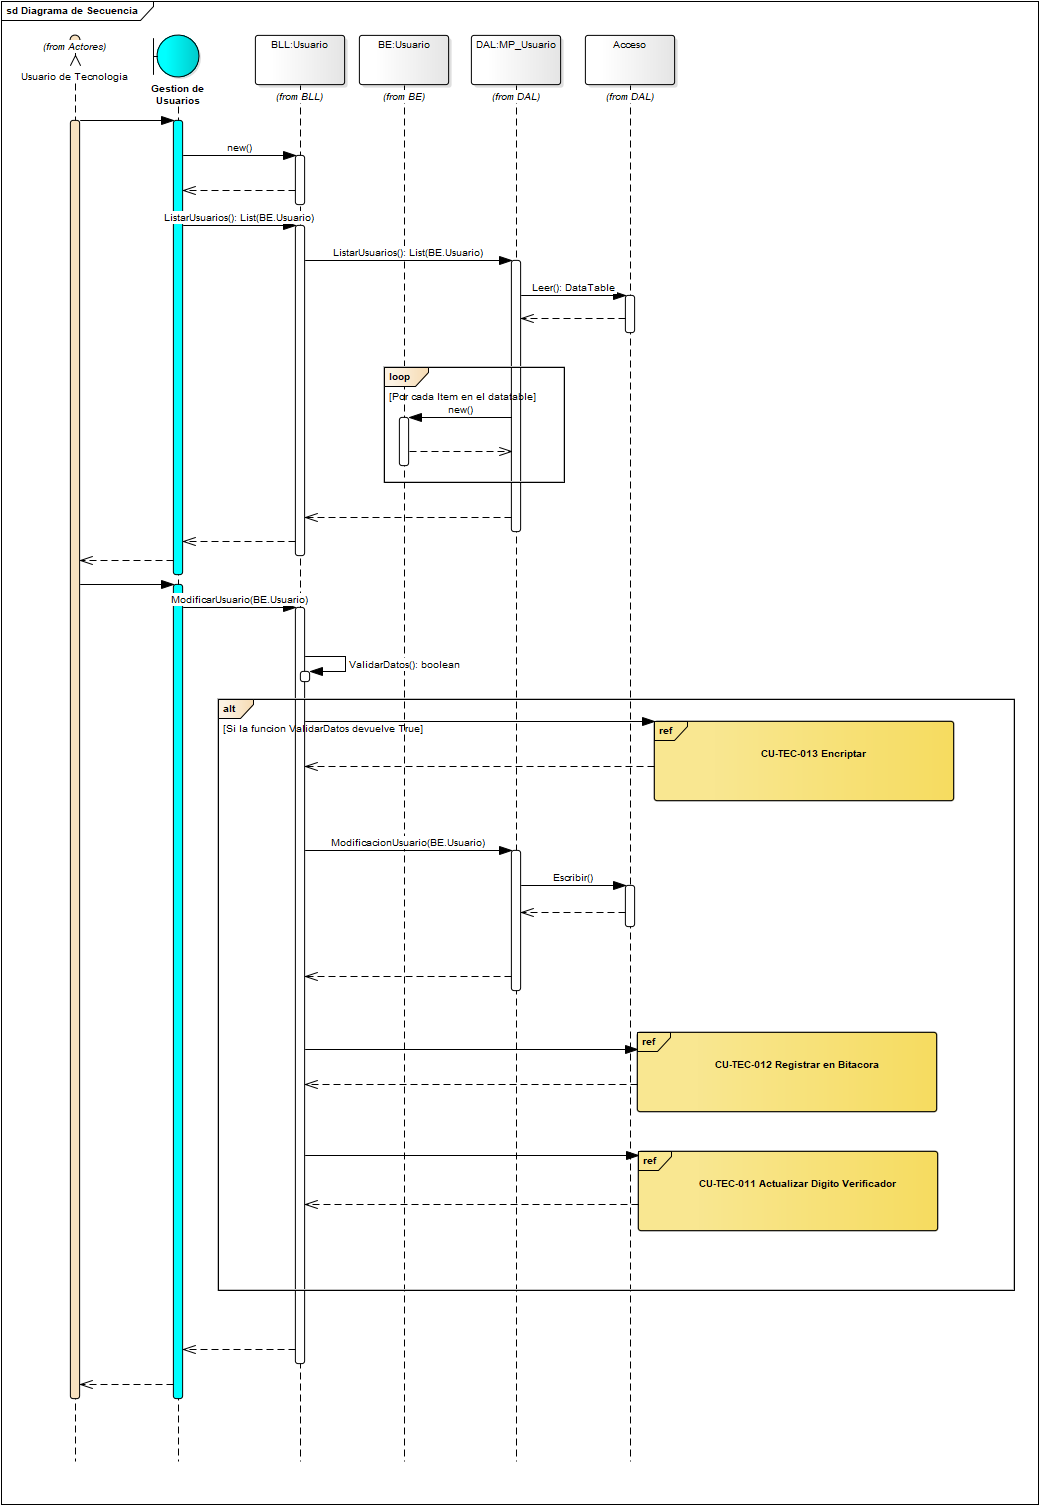 sd Diagrama de Secuencia
(from Actores)
Usuario de Tecnologia
Gestion de
Usuarios
BLL:Usuario
(from BLL)
BE:Usuario
(from BE)
DAL:MP_Usuario
(from DAL)
Acceso
(from DAL)
new()
ListarUsuarios(): List(BE.Usuario)
ListarUsuarios(): List(BE.Usuario)
Leer(): DataTable
loop
[Por cada Item en el datatable]
new()
ModificarUsuario(BE.Usuario)
ValidarDatos(): boolean
alt
[Si la funcion ValidarDatos devuelve True]
ref
CU-TEC-013 Encriptar
ModificacionUsuario(BE.Usuario)
Escribir()
ref
CU-TEC-012 Registrar en Bitacora
ref
CU-TEC-011 Actualizar Digito Verificador